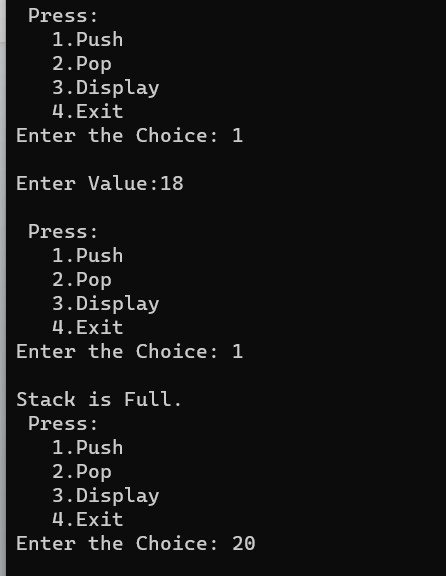 Press:
1.Push
2.Pop
3.Display
4.Exit
Enter the Choice: 1
Enter Value:18
Press:
1.Push
2.Pop
3.Display
4.Exit
Enter the Choice: 1
Stack is Full.
Press:
1.Push
2.Pop
3.Display
4.Exit
Enter the Choice: 20